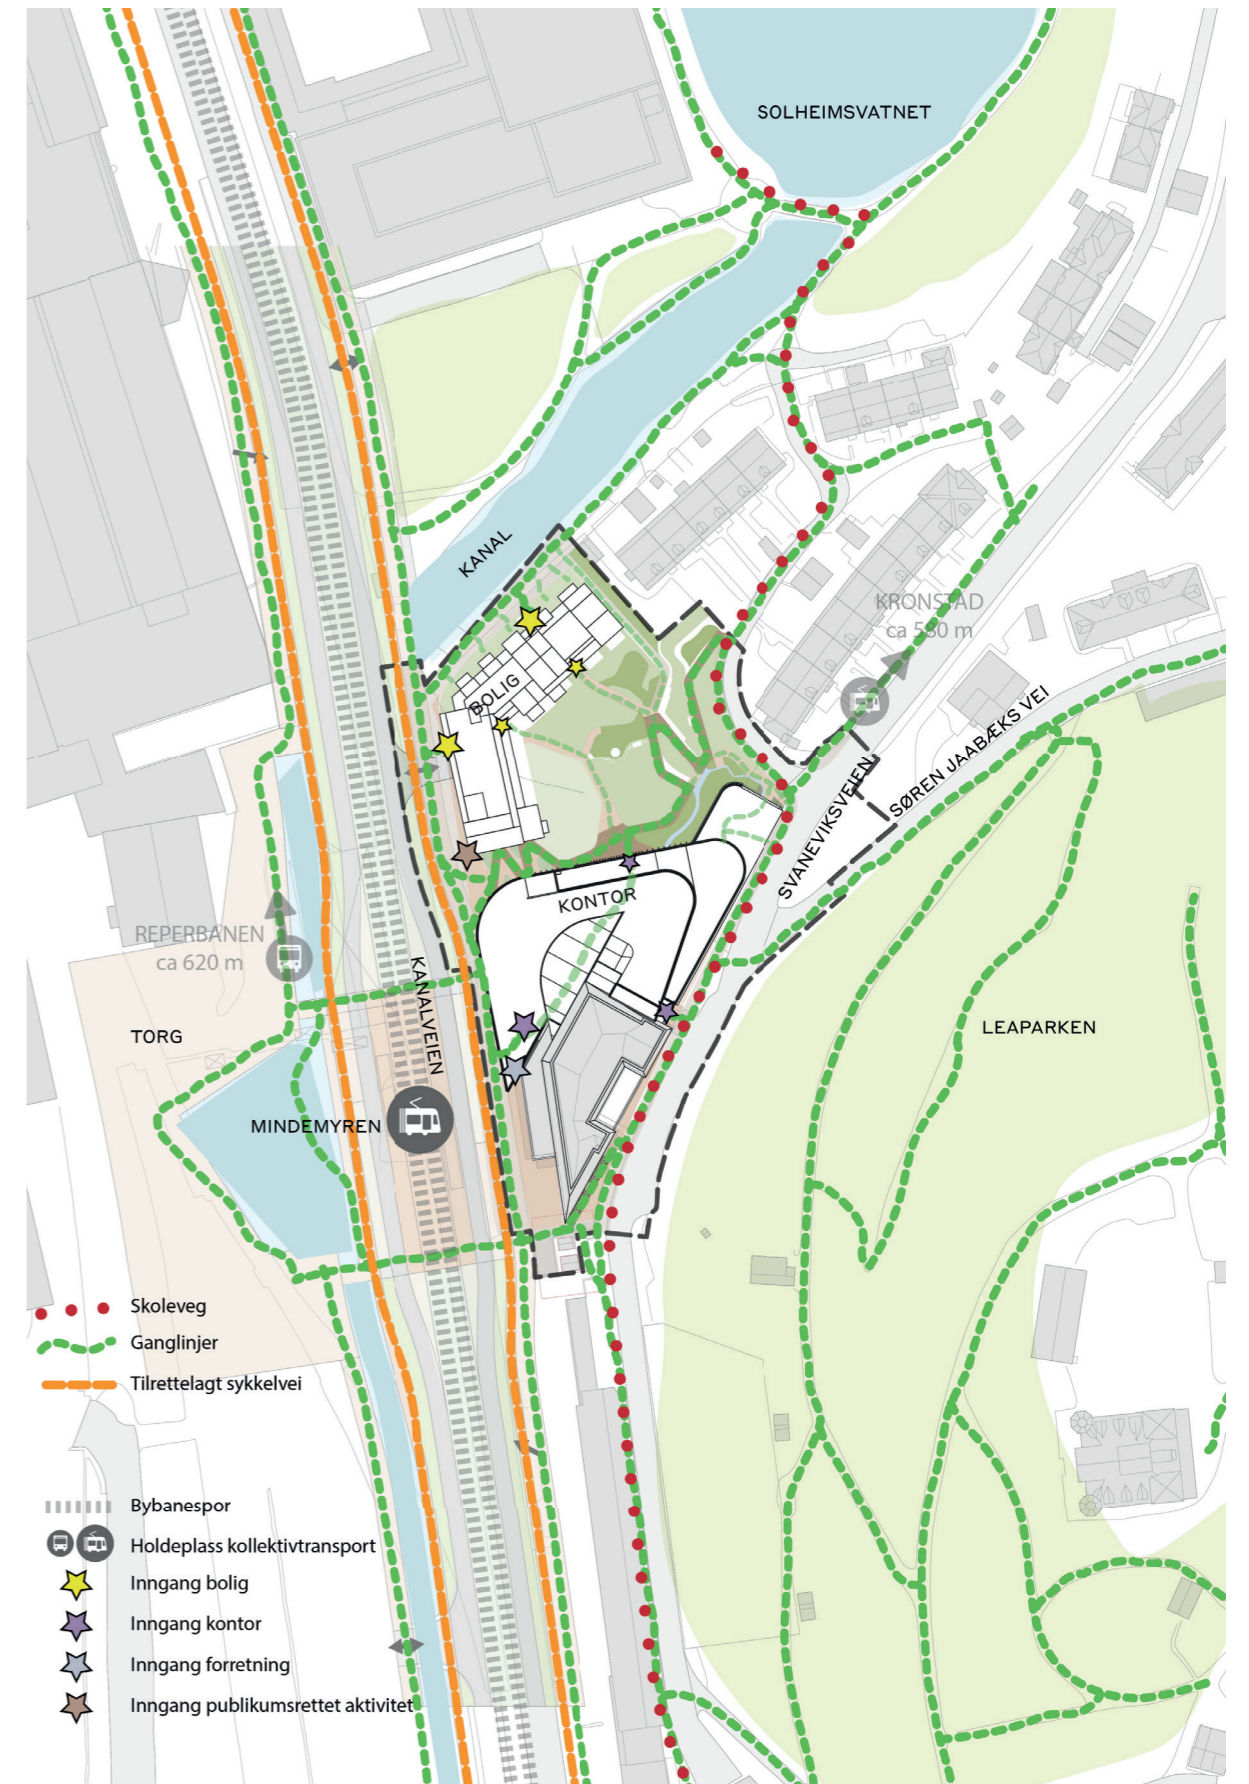 SOLHEIMSVATNET
KANAL
KRONSTAD
ca 580 m
BOLIG
SØREN JAABÆKS VEI
SVANEVIKSVEIEN
KONTOR
REPERBANEN
ca 620 m
KANALVEIEN
TORG
LEAPARKEN
MINDEMYREN
Skoleveg
Ganglinjer
Tilrettelagt sykkelvei
Bybanespor
Holdeplass kollektivtransport
Inngang bolig
Inngang kontor
Inngang forretning
Inngang publikumsrettet aktivitet